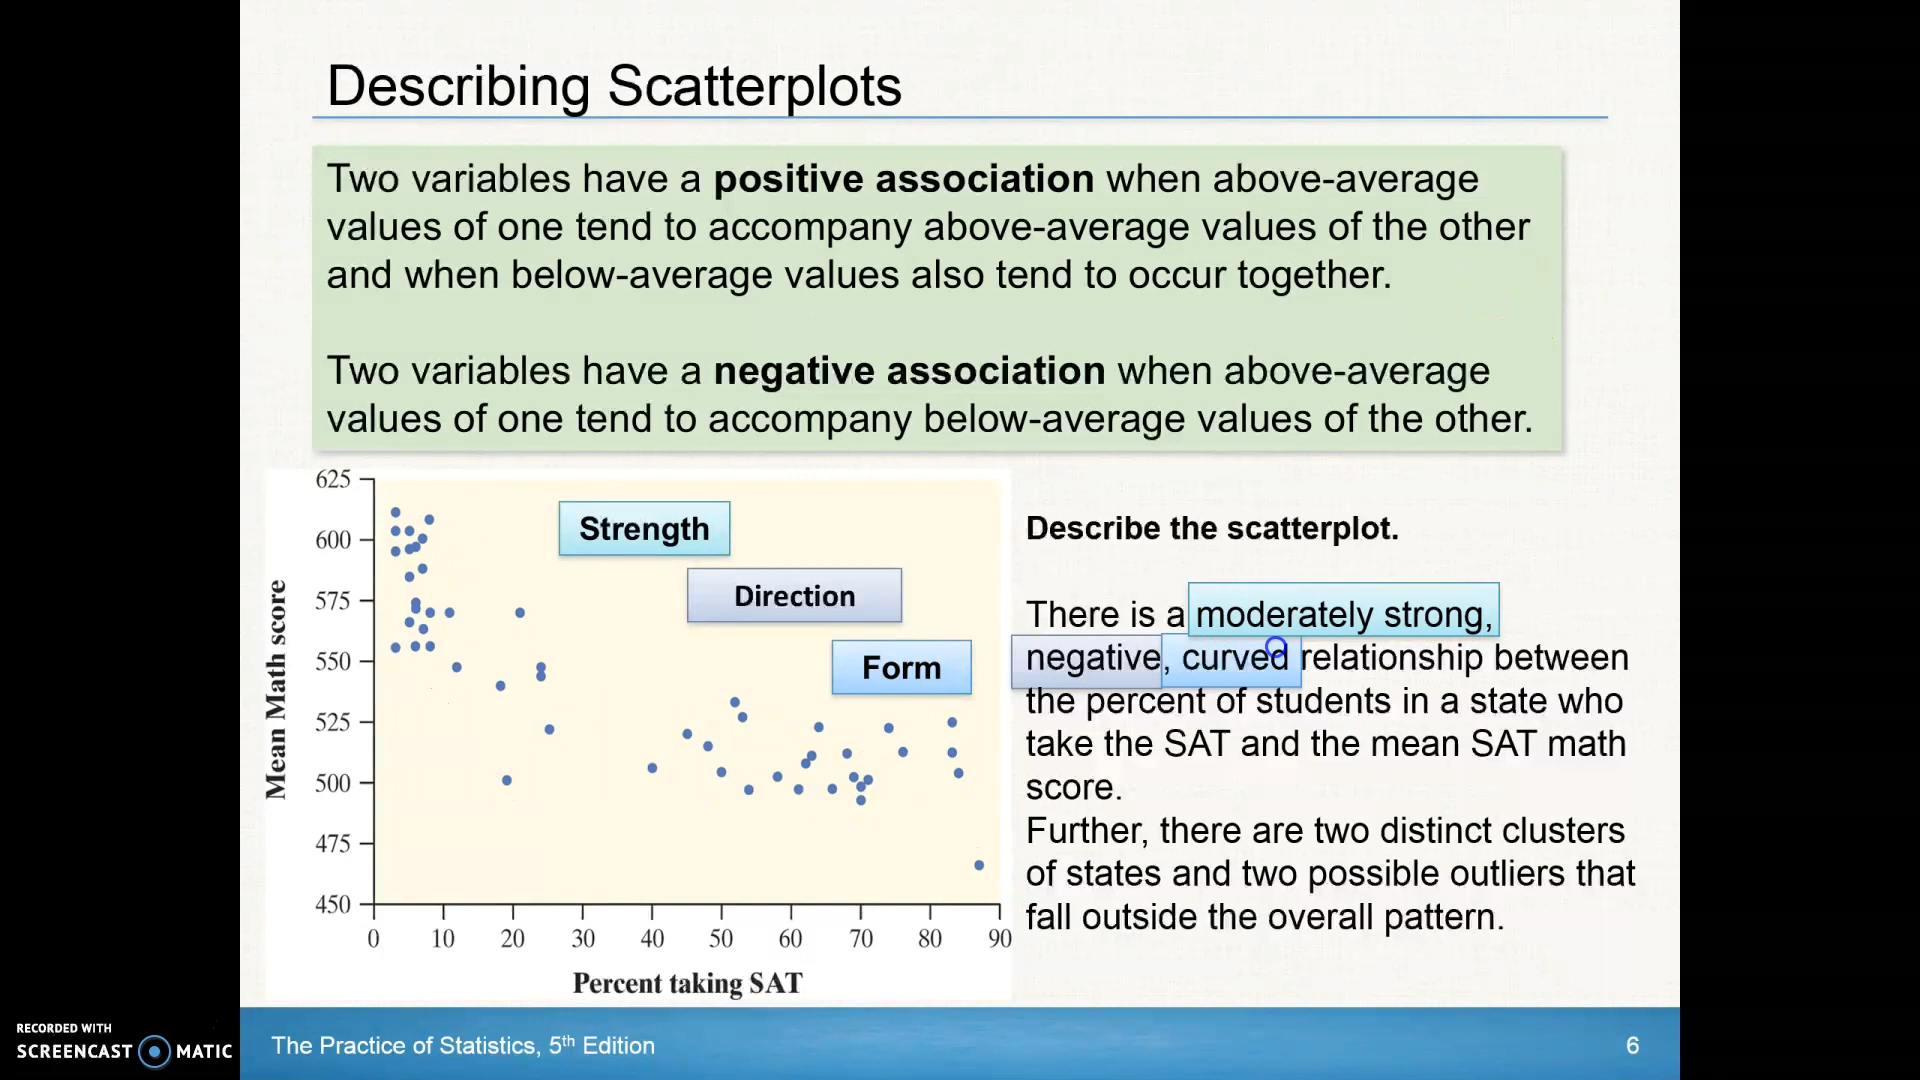 Describing Scatterplots
Two variables have a positive association when above-average
values of one tend to accompany above-average values of the other
and when below-average values also tend to occur together.
Two variables have a negative association when above-average
values of one tend to accompany below-average values of the other.
625
600
575
550
525
500
475
450
Mean Math score
0 10 20 30 40 50 60 70 80 90
Percent taking SAT
Strength
Direction
Form
Describe the scatterplot.
There is a moderately strong,
negative, curved relationship between
the percent of students in a state who
take the SAT and the mean SAT math
score.
Further, there are two distinct clusters
of states and two possible outliers that
fall outside the overall pattern.
RECORDED WITH
SCREENCAST MATIC
The Practice of Statistics, 5th Edition
6